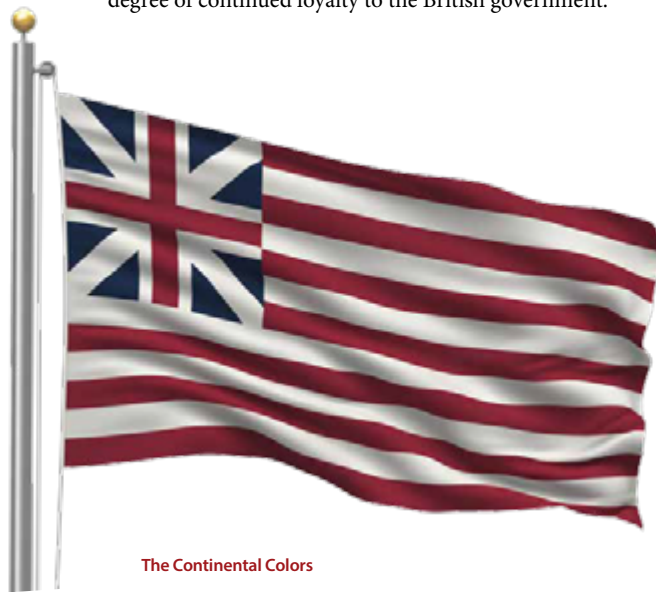 degree of continued loyalty to the British government.
The Continental Colors